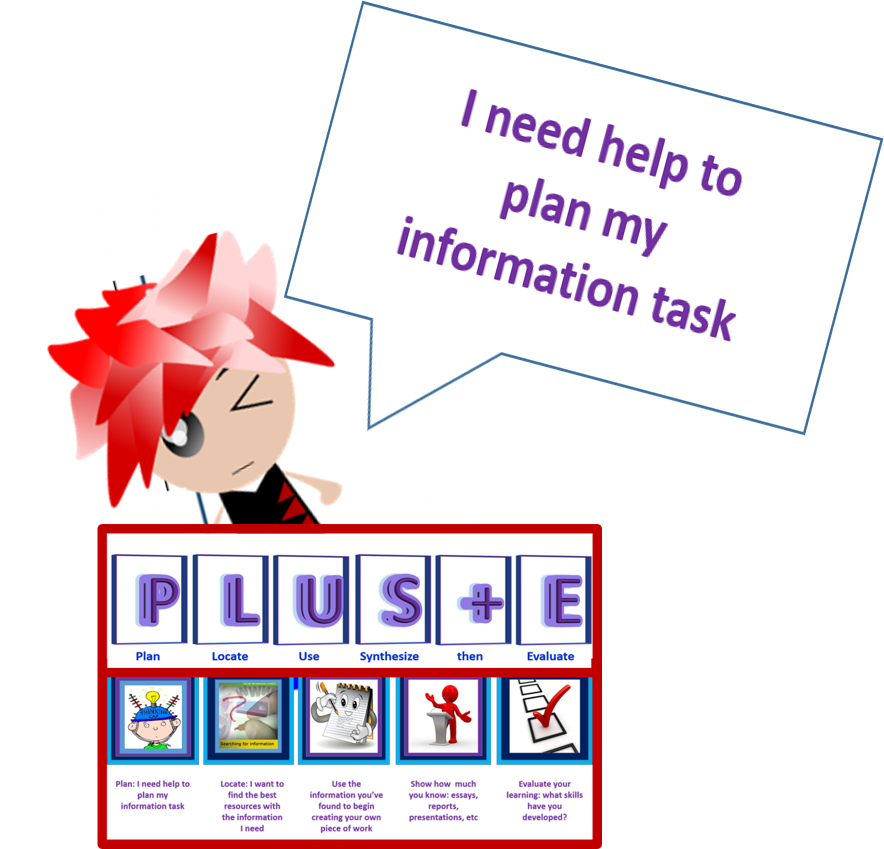 I need help to
plan my
information task
P L U S + E
Plan Locate Use Synthesize then Evaluate
Searching for information
Plan: I need help to
plan my
information task
Locate: I want to
find the best
resources with
the information
I need
Use the
information you've
found to begin
creating your own
piece of work
Show how much
you know: essays,
reports,
presentations, etc
Evaluate your
learning: what skills
have you
developed?